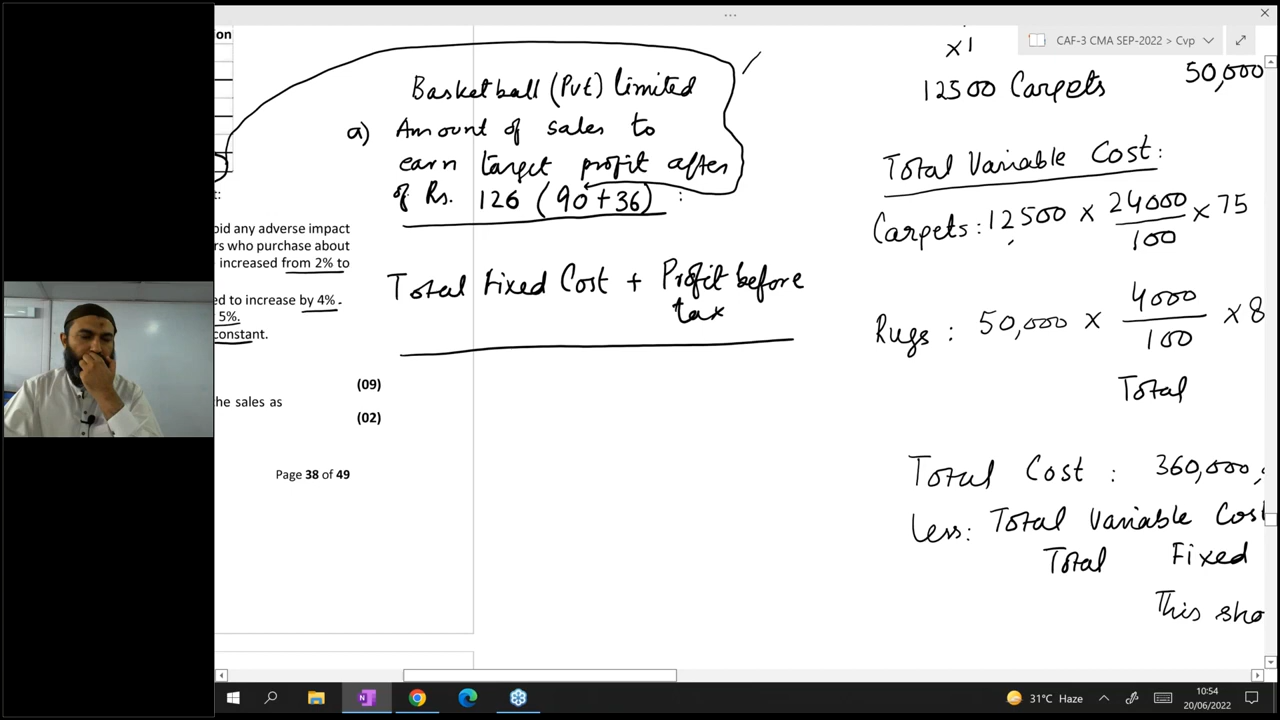 on
CAF-3 CMA SEP-2022 > Cvp
×1
12500 Carpets
50,000
Basketball (Pvt) limited
a) Amount of sales to
earn target profit after
of Rs. 126 (90+36) :
Total Fixed Cost + Profit before
tax
t:
oid any adverse impact
rs who purchase about
increased from 2% to
ed to increase by 4%.
5%.
constant.
(09)
he sales as
(02)
Page 38 of 49
Total Variable Cost:
Carpets: 12500 × 24000/100 × 75
Rugs : 50,000 × 4000/100 × 8
Total
Total Cost : 360,000,
less: Total Variable Cost
Total Fixed
This sho
31°C Haze
10:54
20/06/2022